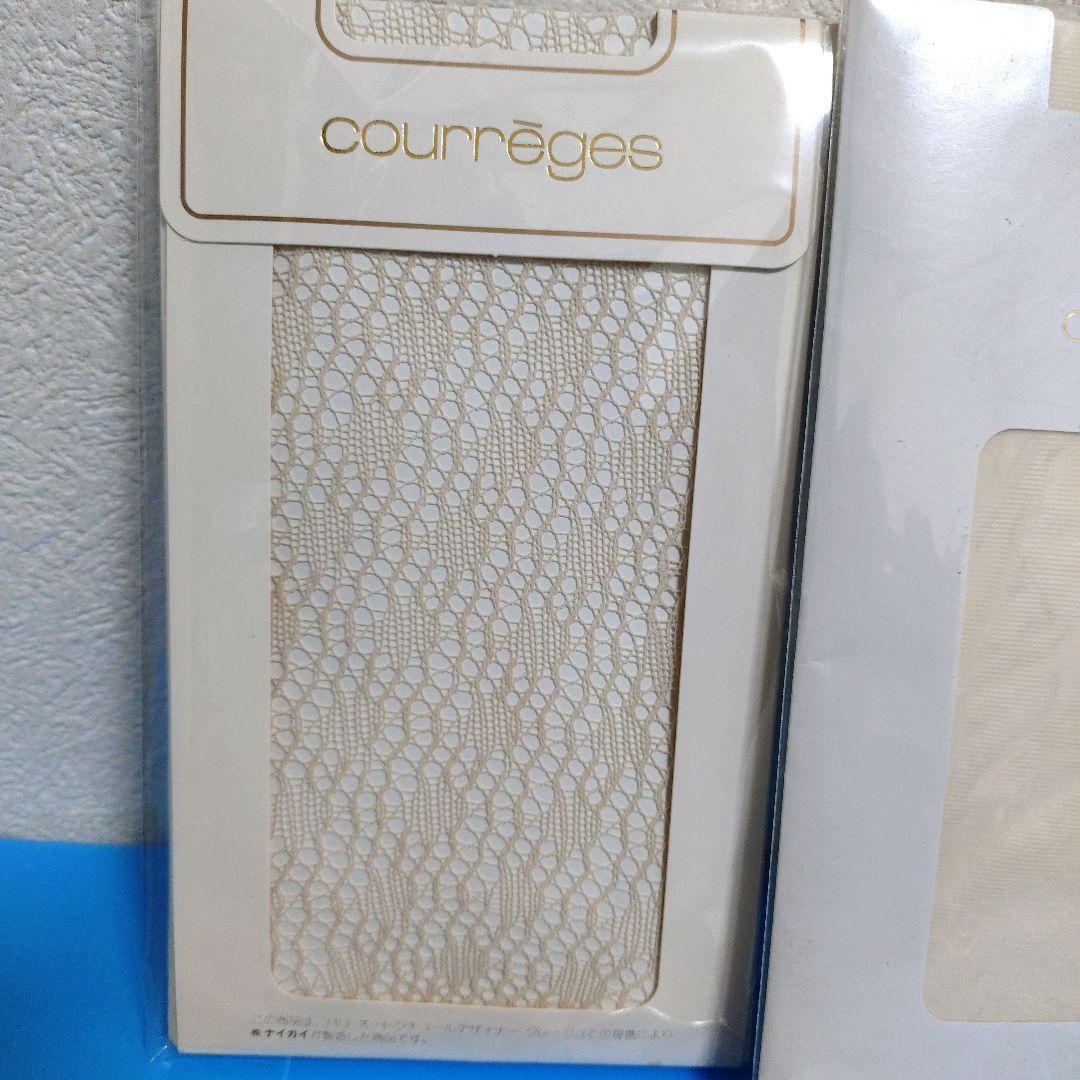 courrēges
この商品は、パリ・オートクチュールデザイナー クレージュとの提携により
㈱ナイガイが製造した商品です。